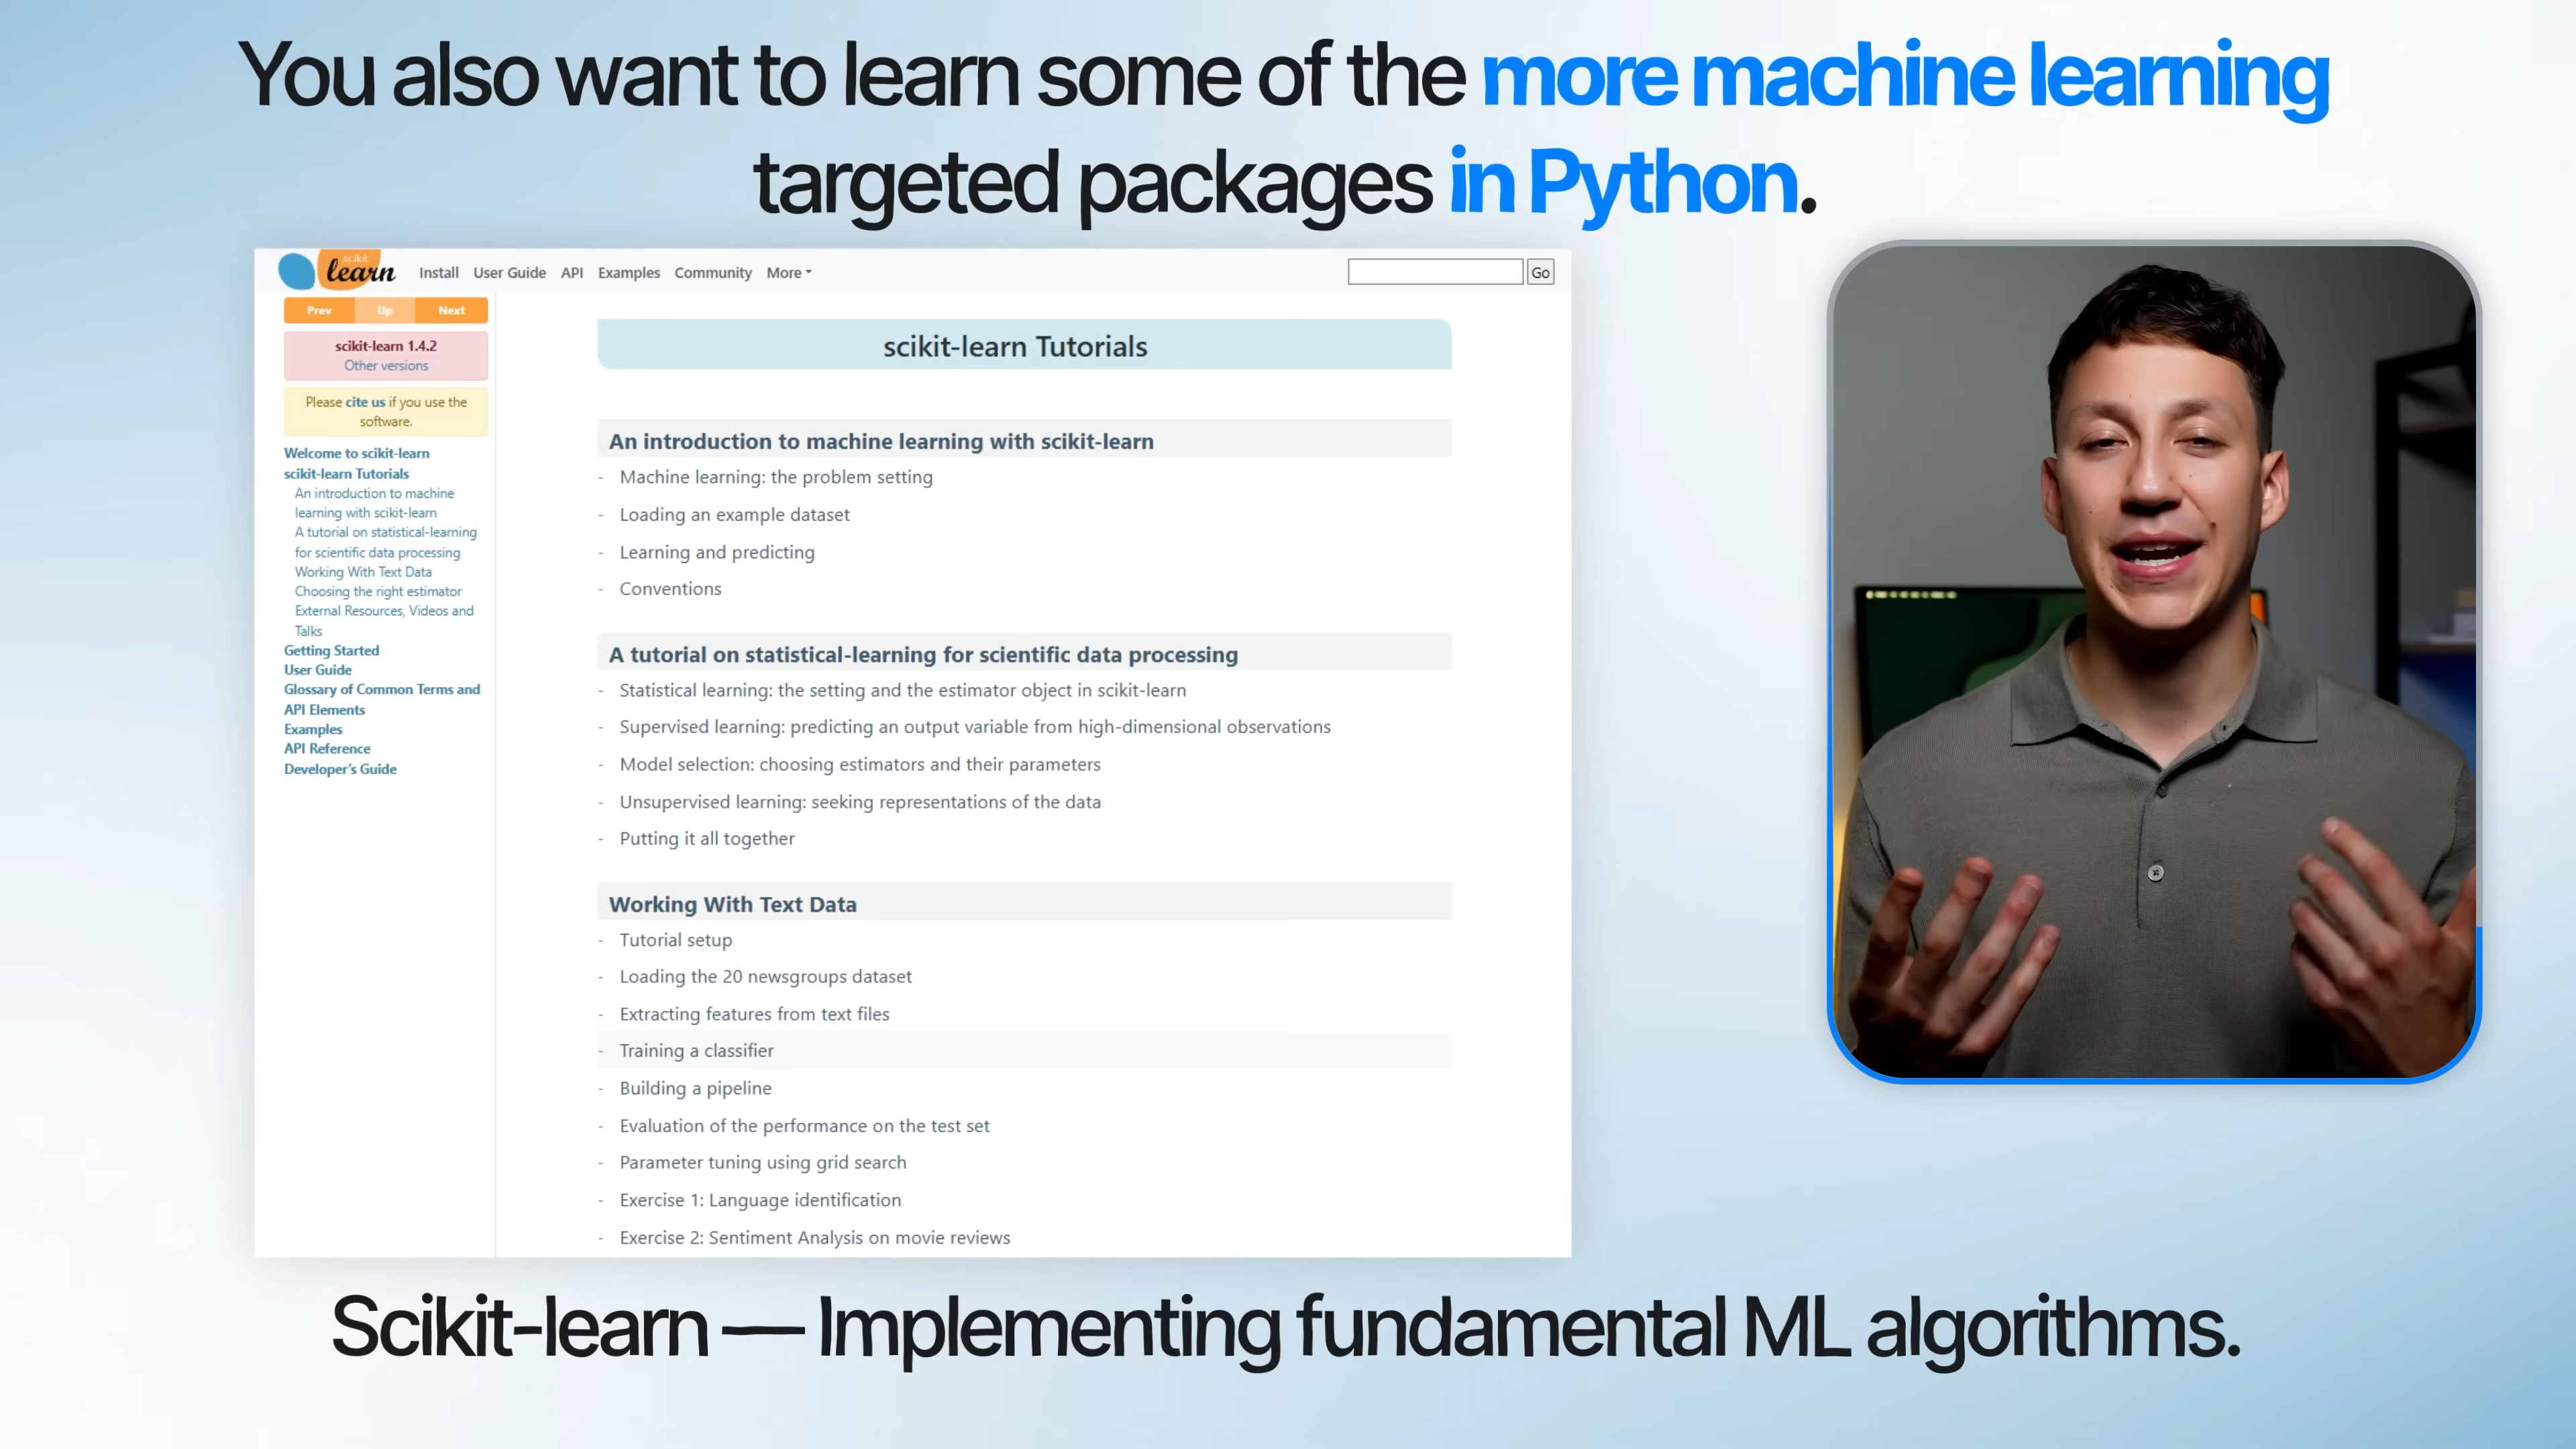 You also want to learn some of the more machine learning
targeted packages in Python.
scikit
learn
Install User Guide API Examples Community More
Go
Prev Up Next
scikit-learn 1.4.2
Other versions
Please cite us if you use the
software.
Welcome to scikit-learn
scikit-learn Tutorials
An introduction to machine
learning with scikit-learn
A tutorial on statistical-learning
for scientific data processing
Working With Text Data
Choosing the right estimator
External Resources, Videos and
Talks
Getting Started
User Guide
Glossary of Common Terms and
API Elements
Examples
API Reference
Developer's Guide
scikit-learn Tutorials
An introduction to machine learning with scikit-learn
- Machine learning: the problem setting
- Loading an example dataset
- Learning and predicting
- Conventions
A tutorial on statistical-learning for scientific data processing
- Statistical learning: the setting and the estimator object in scikit-learn
- Supervised learning: predicting an output variable from high-dimensional observations
- Model selection: choosing estimators and their parameters
- Unsupervised learning: seeking representations of the data
- Putting it all together
Working With Text Data
- Tutorial setup
- Loading the 20 newsgroups dataset
- Extracting features from text files
- Training a classifier
- Building a pipeline
- Evaluation of the performance on the test set
- Parameter tuning using grid search
- Exercise 1: Language identification
- Exercise 2: Sentiment Analysis on movie reviews
Scikit-learn — Implementing fundamental ML algorithms.